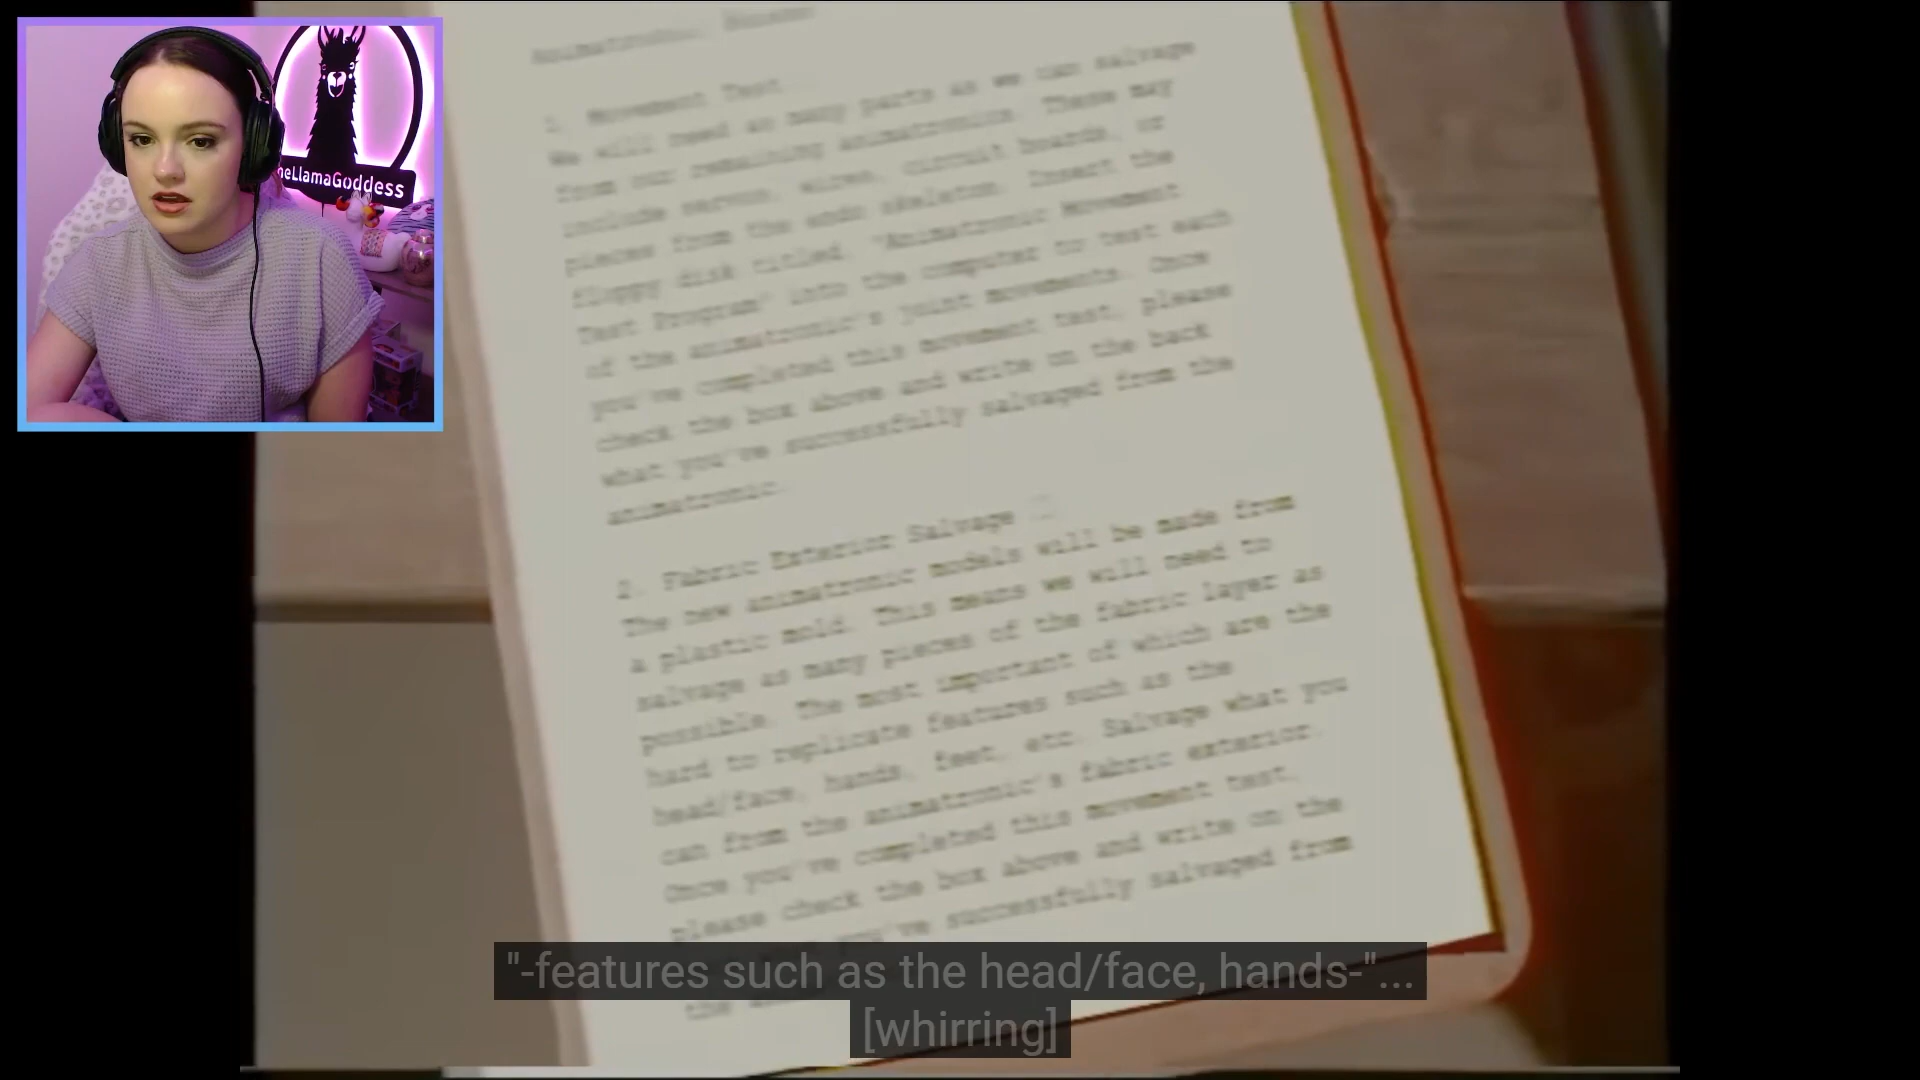 heLlamaGoddess
Animatronic
1. Movement Test
We will need as many parts as we can salvage
from our remaining animatronics. These may
include servos, wires, circuit boards, or
pieces from the endo skeleton. Insert the
floppy disk titled, "Animatronic Movement
Test Program" into the computer to test each
of the animatronic's joint movements. Once
you've completed this movement test, please
check the box above and write on the back
what you've successfully salvaged from the
animatronic.
2. Fabric Exterior Salvage
The new animatronic models will be made from
a plastic mold. This means we will need to
salvage as many pieces of the fabric layer as
possible. The most important of which are the
hard to replicate features such as the
head/face, hands, feet, etc. Salvage what you
can from the animatronic's fabric exterior.
Once you've completed this movement test,
please check the box above and write on the
you've successfully salvaged from
the
"-features such as the head/face, hands-"...
[whirring]